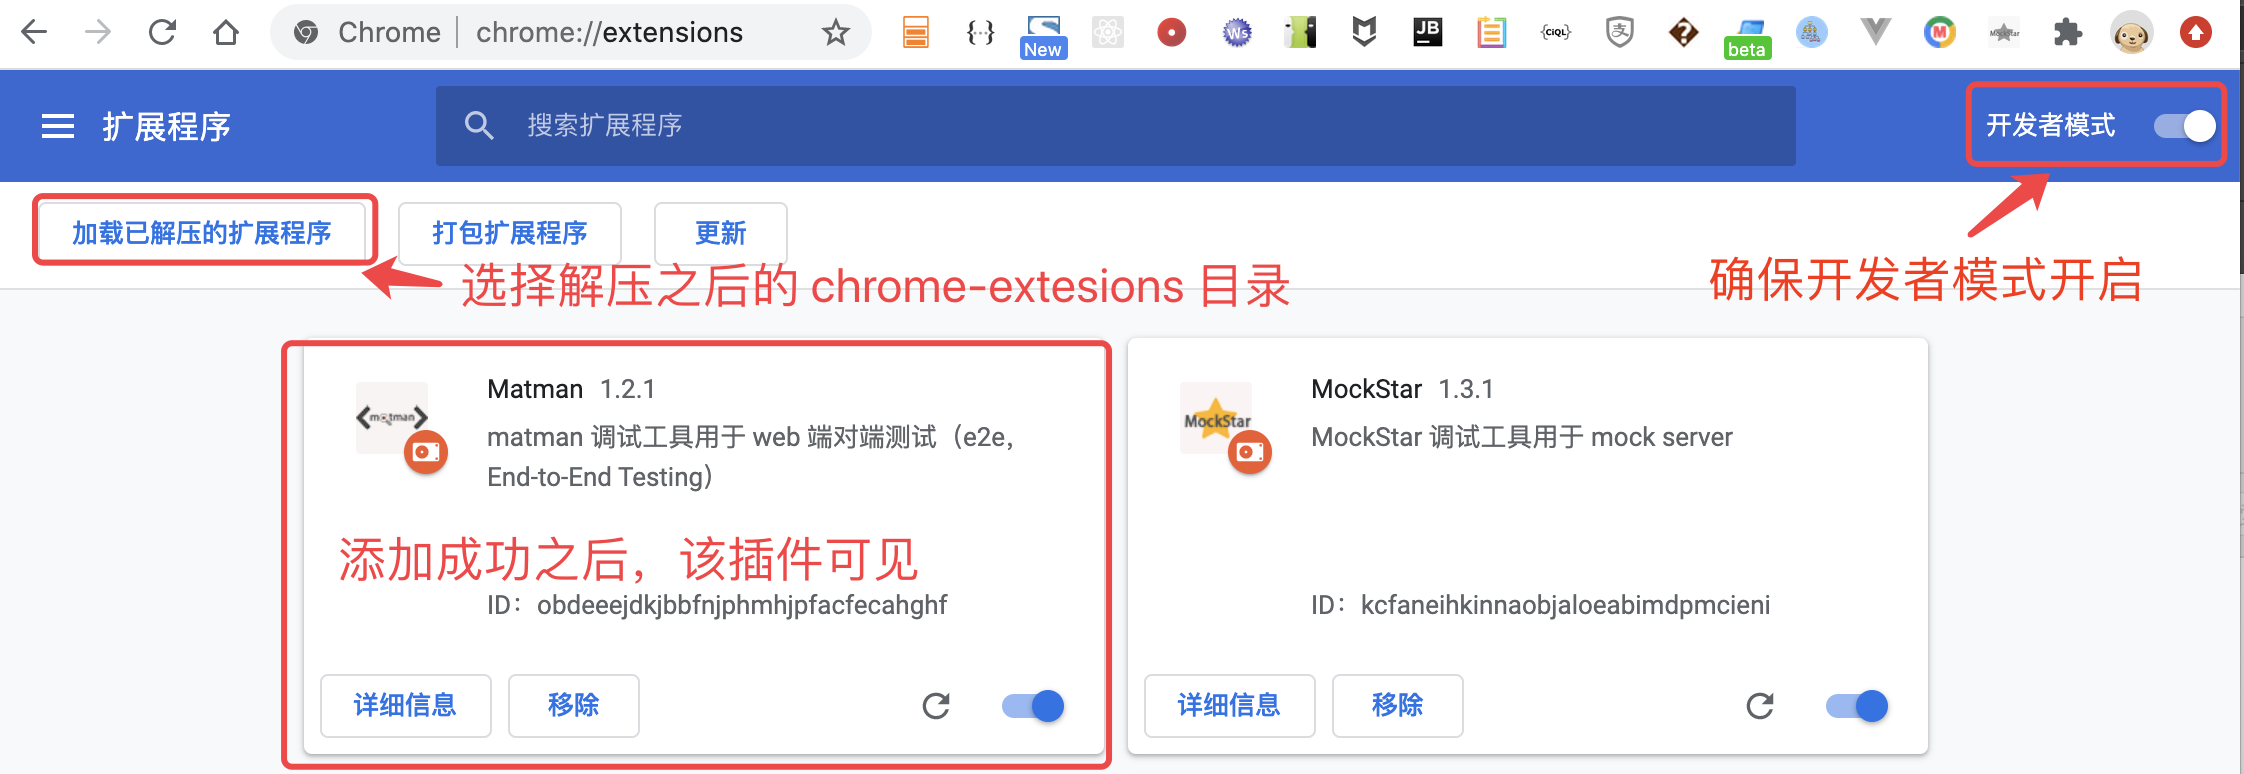 Chrome | chrome://extensions
New
Ws
JB
{CIQL}
支
beta
M
MockStar
扩展程序
搜索扩展程序
开发者模式
加载已解压的扩展程序
打包扩展程序
更新
选择解压之后的 chrome-extesions 目录
确保开发者模式开启
matman
Matman 1.2.1
matman 调试工具用于 web 端对端测试（e2e，
End-to-End Testing）
添加成功之后，该插件可见
ID：obdeeejdkjbbfnjphmhjpfacfecahghf
详细信息
移除
MockStar
MockStar 1.3.1
MockStar 调试工具用于 mock server
ID：kcfaneihkinnaobjaloeabimdpmcieni
详细信息
移除